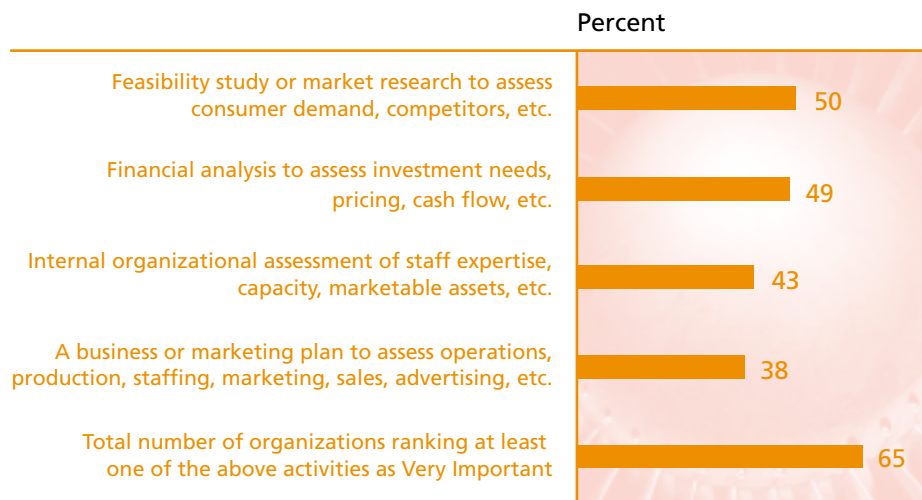 Percent
Feasibility study or market research to assess
consumer demand, competitors, etc.
50
Financial analysis to assess investment needs,
pricing, cash flow, etc.
49
Internal organizational assessment of staff expertise,
capacity, marketable assets, etc.
43
A business or marketing plan to assess operations,
production, staffing, marketing, sales, advertising, etc.
38
Total number of organizations ranking at least
one of the above activities as Very Important
65